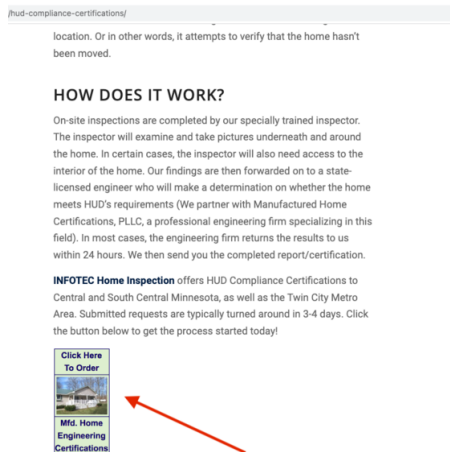 /hud-compliance-certifications/
location. Or in other words, it attempts to verify that the home hasn't
been moved.
HOW DOES IT WORK?
On-site inspections are completed by our specially trained inspector.
The inspector will examine and take pictures underneath and around
the home. In certain cases, the inspector will also need access to the
interior of the home. Our findings are then forwarded on to a state-
licensed engineer who will make a determination on whether the home
meets HUD's requirements (We partner with Manufactured Home
Certifications, PLLC, a professional engineering firm specializing in this
field). In most cases, the engineering firm returns the results to us
within 24 hours. We then send you the completed report/certification.
INFOTEC Home Inspection offers HUD Compliance Certifications to
Central and South Central Minnesota, as well as the Twin City Metro
Area. Submitted requests are typically turned around in 3-4 days. Click
the button below to get the process started today!
Click Here
To Order
Mfd. Home
Engineering
Certifications